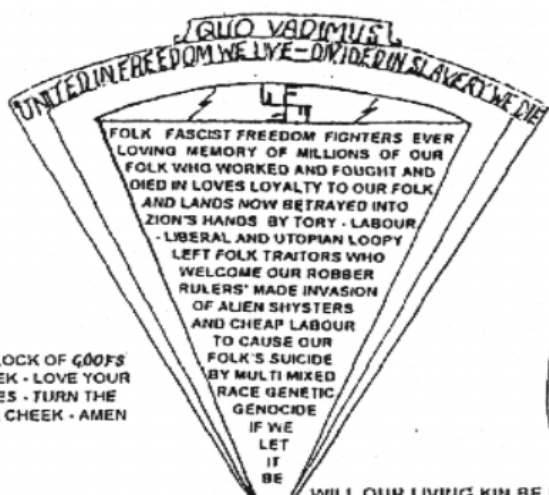 QUO VADIMUS
UNITED IN FREEDOM WE LIVE - DIVIDED IN SLAVERY WE DIE
FOLK FASCIST FREEDOM FIGHTERS EVER
LOVING MEMORY OF MILLIONS OF OUR
FOLK WHO WORKED AND FOUGHT AND
DIED IN LOVES LOYALTY TO OUR FOLK
AND LANDS NOW BETRAYED INTO
ZION'S HANDS BY TORY - LABOUR
- LIBERAL AND UTOPIAN LOOPY
LEFT FOLK TRAITORS WHO
WELCOME OUR ROBBER
RULERS' MADE INVASION
OF ALIEN SHYSTERS
AND CHEAP LABOUR
TO CAUSE OUR
FOLK'S SUICIDE
BY MULTI MIXED
RACE GENETIC
GENOCIDE
IF WE
LET
IT
BE
LOCK OF GOOFS
EK - LOVE YOUR
ES - TURN THE
CHEEK - AMEN
WILL OUR LIVING KIN BE